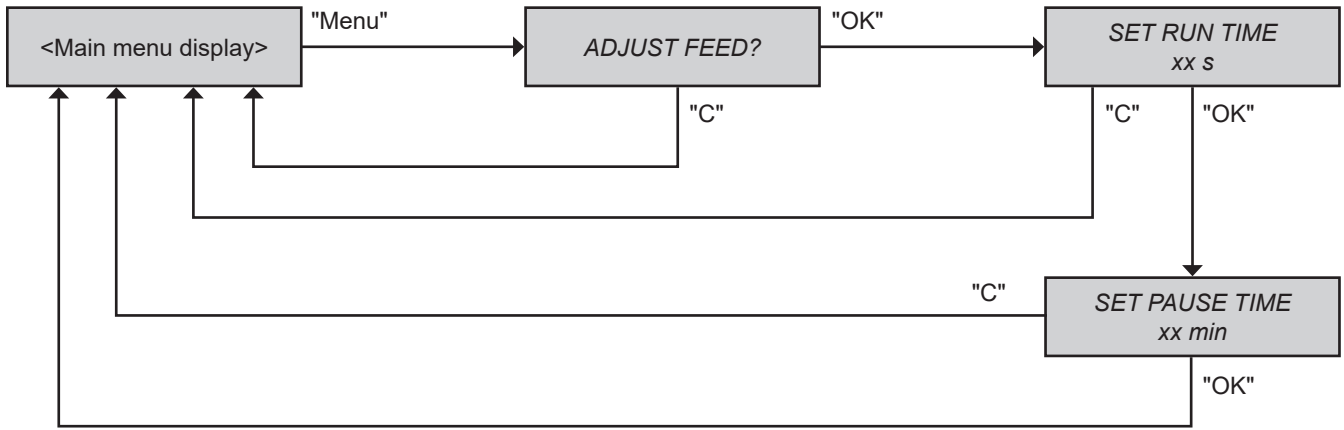 <Main menu display>
"Menu"
ADJUST FEED?
"OK"
SET RUN TIME
xx s
"C"
"C"
"OK"
"C"
SET PAUSE TIME
xx min
"OK"